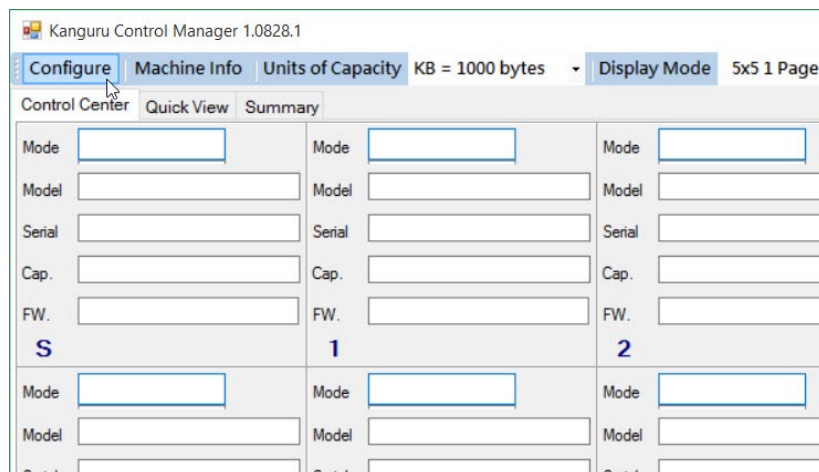 Kanguru Control Manager 1.0828.1
Configure Machine Info Units of Capacity KB = 1000 bytes Display Mode 5x5 1 Page
Control Center Quick View Summary
Mode Mode Mode
Model Model Model
Serial Serial Serial
Cap. Cap. Cap.
FW. FW. FW.
S 1 2
Mode Mode Mode
Model Model Model